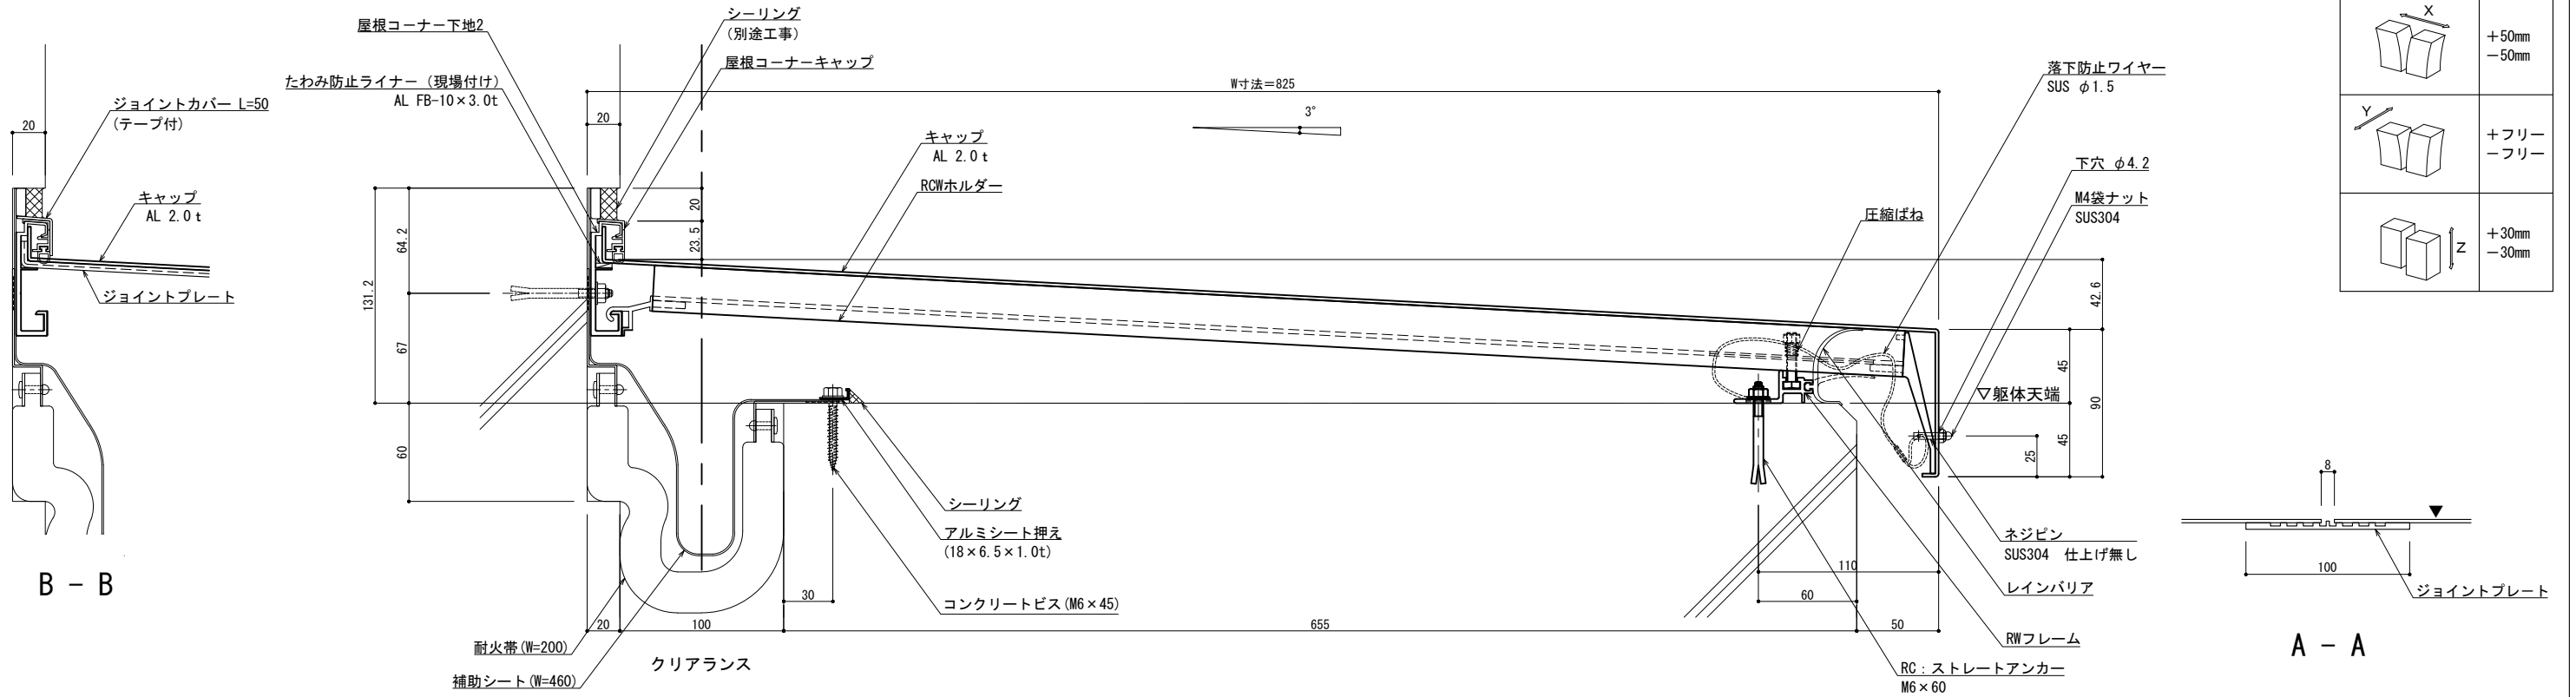 ジョイントカバー L=50
(テープ付)
20
キャップ
AL 2.0ｔ
ジョイントプレート
B － B
屋根コーナー下地2
たわみ防止ライナー（現場付け）
AL FB-10×3.0t
シーリング
(別途工事)
屋根コーナーキャップ
W寸法＝825
20
3°
キャップ
AL 2.0ｔ
RCWホルダー
20
23.5
64.2
131.2
67
60
圧縮ばね
落下防止ワイヤー
SUS φ1.5
下穴 φ4.2
M4袋ナット
SUS304
42.6
45
▽躯体天端
90
45
25
シーリング
アルミシート押え
(18×6.5×1.0t)
コンクリートビス(M6×45)
30
20
100
655
60
110
50
耐火帯(W=200)
補助シート(W=460)
クリアランス
ネジピン
SUS304 仕上げ無し
レインバリア
RWフレーム
RC：ストレートアンカー
M6×60
X
＋50mm
－50mm
Y
＋フリー
－フリー
Z
＋30mm
－30mm
8
▼
100
ジョイントプレート
A － A